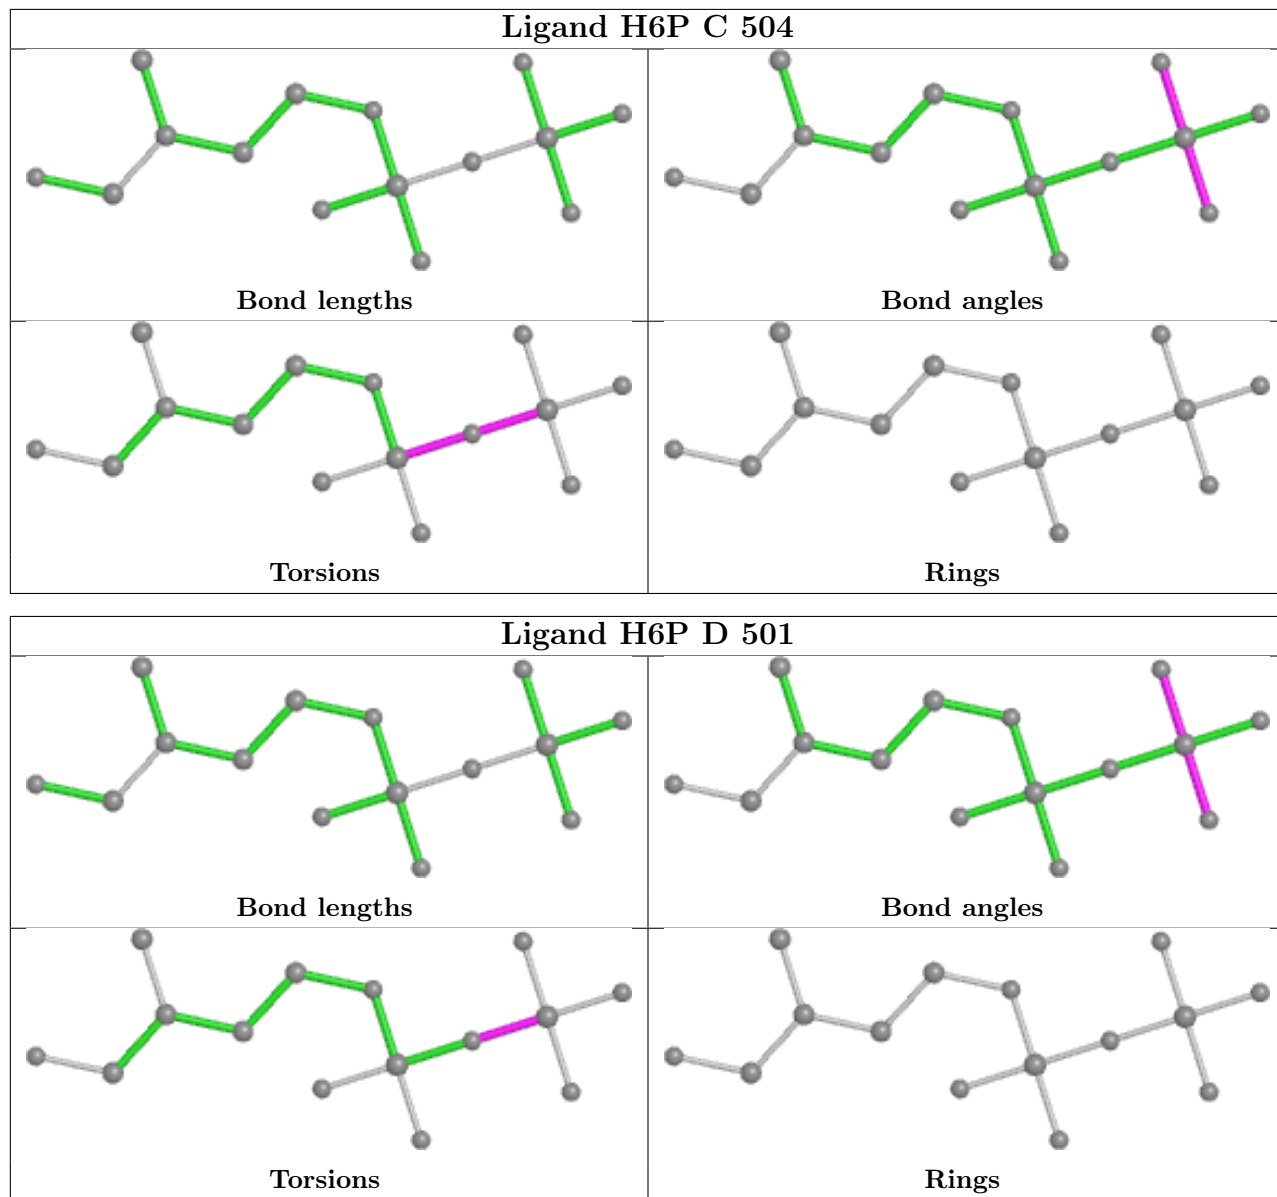 Ligand H6P C 504
Bond lengths
Bond angles
Torsions
Rings
Ligand H6P D 501
Bond lengths
Bond angles
Torsions
Rings